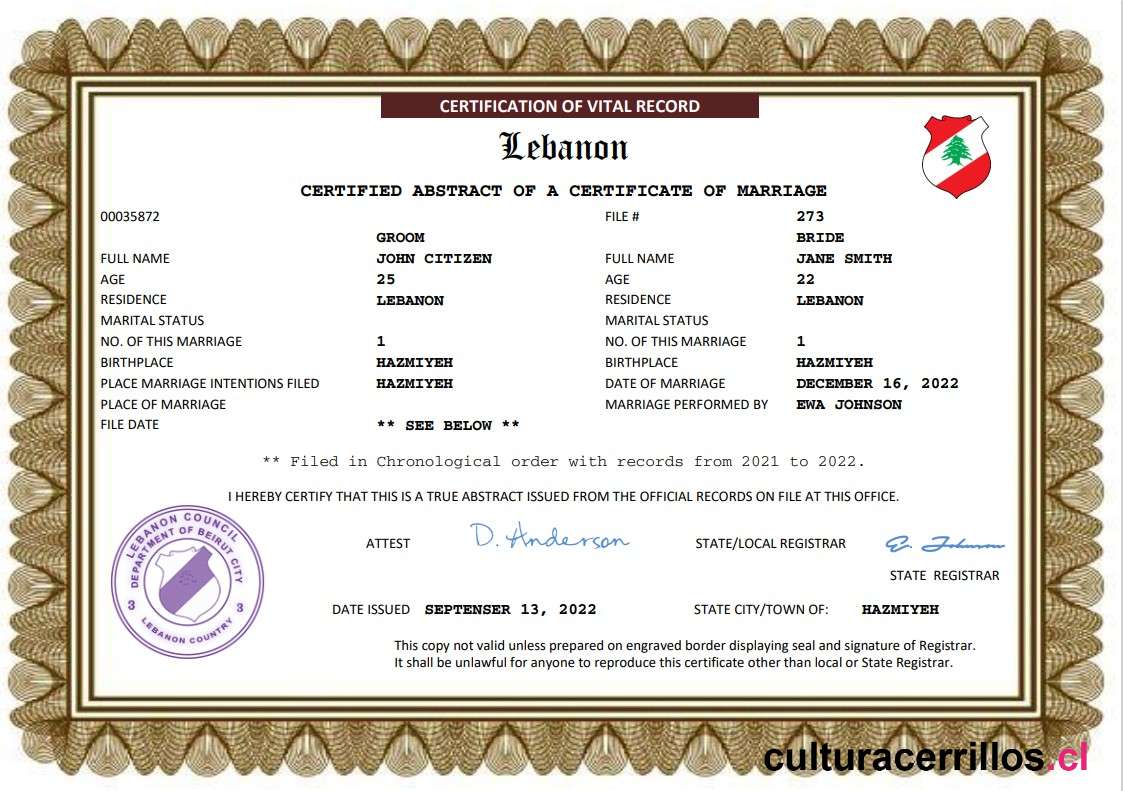 CERTIFICATION OF VITAL RECORD
Lebanon
CERTIFIED ABSTRACT OF A CERTIFICATE OF MARRIAGE
00035872 FILE # 273
GROOM BRIDE
FULL NAME JOHN CITIZEN FULL NAME JANE SMITH
AGE 25 AGE 22
RESIDENCE LEBANON RESIDENCE LEBANON
MARITAL STATUS MARITAL STATUS
NO. OF THIS MARRIAGE 1 NO. OF THIS MARRIAGE 1
BIRTHPLACE HAZMIYEH BIRTHPLACE HAZMIYEH
PLACE MARRIAGE INTENTIONS FILED HAZMIYEH DATE OF MARRIAGE DECEMBER 16, 2022
PLACE OF MARRIAGE MARRIAGE PERFORMED BY EWA JOHNSON
FILE DATE ** SEE BELOW **
** Filed in Chronological order with records from 2021 to 2022.
I HEREBY CERTIFY THAT THIS IS A TRUE ABSTRACT ISSUED FROM THE OFFICIAL RECORDS ON FILE AT THIS OFFICE.
LEBANON COUNCIL
DEPARTMENT OF BEIRUT CITY
3 3
LEBANON COUNTRY
ATTEST D. Anderson STATE/LOCAL REGISTRAR E. Johnson
STATE REGISTRAR
DATE ISSUED SEPTENSER 13, 2022 STATE CITY/TOWN OF: HAZMIYEH
This copy not valid unless prepared on engraved border displaying seal and signature of Registrar.
It shall be unlawful for anyone to reproduce this certificate other than local or State Registrar.
culturacerrillos.cl